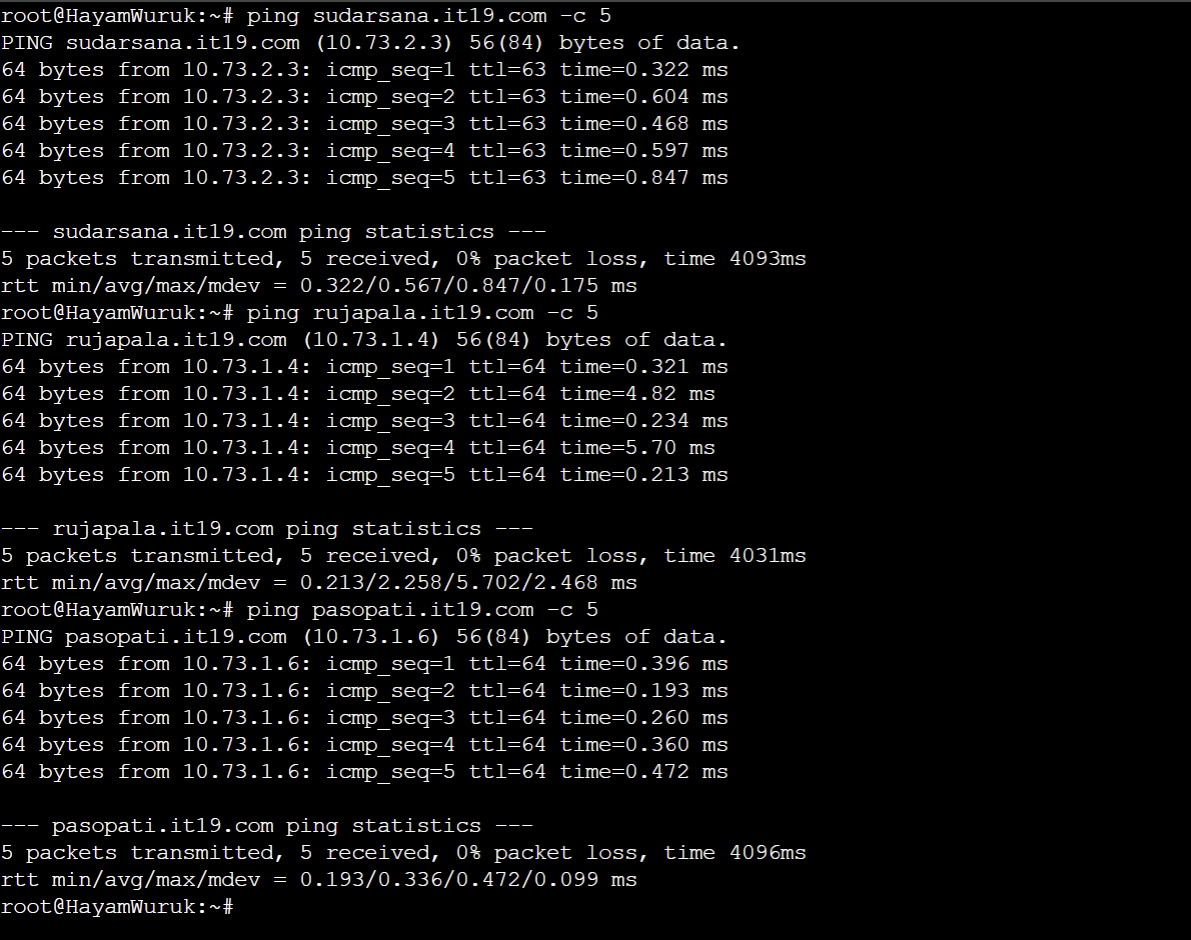 root@HayamWuruk:~# ping sudarsana.it19.com -c 5
PING sudarsana.it19.com (10.73.2.3) 56(84) bytes of data.
64 bytes from 10.73.2.3: icmp_seq=1 ttl=63 time=0.322 ms
64 bytes from 10.73.2.3: icmp_seq=2 ttl=63 time=0.604 ms
64 bytes from 10.73.2.3: icmp_seq=3 ttl=63 time=0.468 ms
64 bytes from 10.73.2.3: icmp_seq=4 ttl=63 time=0.597 ms
64 bytes from 10.73.2.3: icmp_seq=5 ttl=63 time=0.847 ms

--- sudarsana.it19.com ping statistics ---
5 packets transmitted, 5 received, 0% packet loss, time 4093ms
rtt min/avg/max/mdev = 0.322/0.567/0.847/0.175 ms
root@HayamWuruk:~# ping rujapala.it19.com -c 5
PING rujapala.it19.com (10.73.1.4) 56(84) bytes of data.
64 bytes from 10.73.1.4: icmp_seq=1 ttl=64 time=0.321 ms
64 bytes from 10.73.1.4: icmp_seq=2 ttl=64 time=4.82 ms
64 bytes from 10.73.1.4: icmp_seq=3 ttl=64 time=0.234 ms
64 bytes from 10.73.1.4: icmp_seq=4 ttl=64 time=5.70 ms
64 bytes from 10.73.1.4: icmp_seq=5 ttl=64 time=0.213 ms

--- rujapala.it19.com ping statistics ---
5 packets transmitted, 5 received, 0% packet loss, time 4031ms
rtt min/avg/max/mdev = 0.213/2.258/5.702/2.468 ms
root@HayamWuruk:~# ping pasopati.it19.com -c 5
PING pasopati.it19.com (10.73.1.6) 56(84) bytes of data.
64 bytes from 10.73.1.6: icmp_seq=1 ttl=64 time=0.396 ms
64 bytes from 10.73.1.6: icmp_seq=2 ttl=64 time=0.193 ms
64 bytes from 10.73.1.6: icmp_seq=3 ttl=64 time=0.260 ms
64 bytes from 10.73.1.6: icmp_seq=4 ttl=64 time=0.360 ms
64 bytes from 10.73.1.6: icmp_seq=5 ttl=64 time=0.472 ms

--- pasopati.it19.com ping statistics ---
5 packets transmitted, 5 received, 0% packet loss, time 4096ms
rtt min/avg/max/mdev = 0.193/0.336/0.472/0.099 ms
root@HayamWuruk:~#